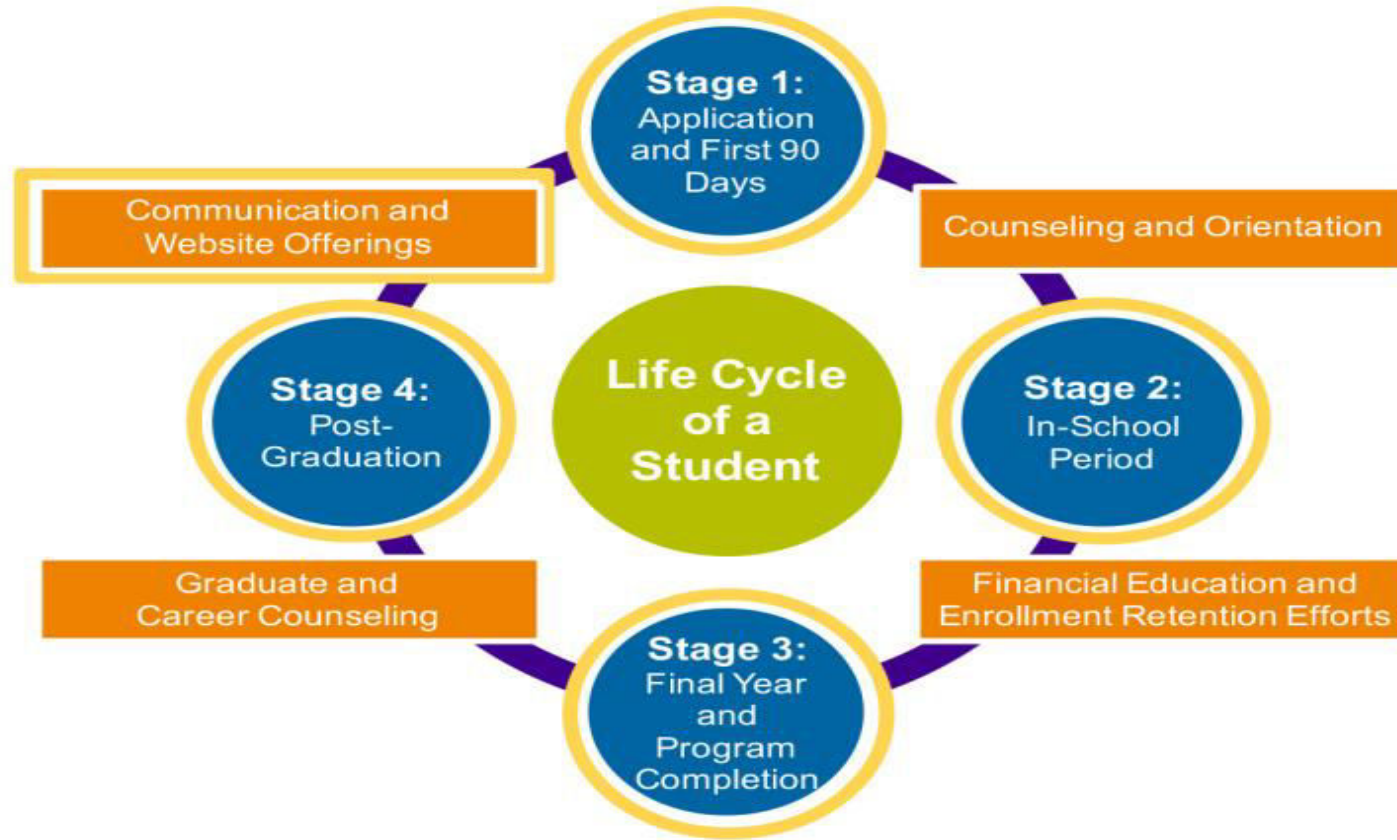 Stage 1:
Application
and First 90
Days
Communication and
Website Offerings
Counseling and Orientation
Life Cycle
of a
Student
Stage 4:
Post-
Graduation
Stage 2:
In-School
Period
Graduate and
Career Counseling
Financial Education and
Enrollment Retention Efforts
Stage 3:
Final Year
and
Program
Completion